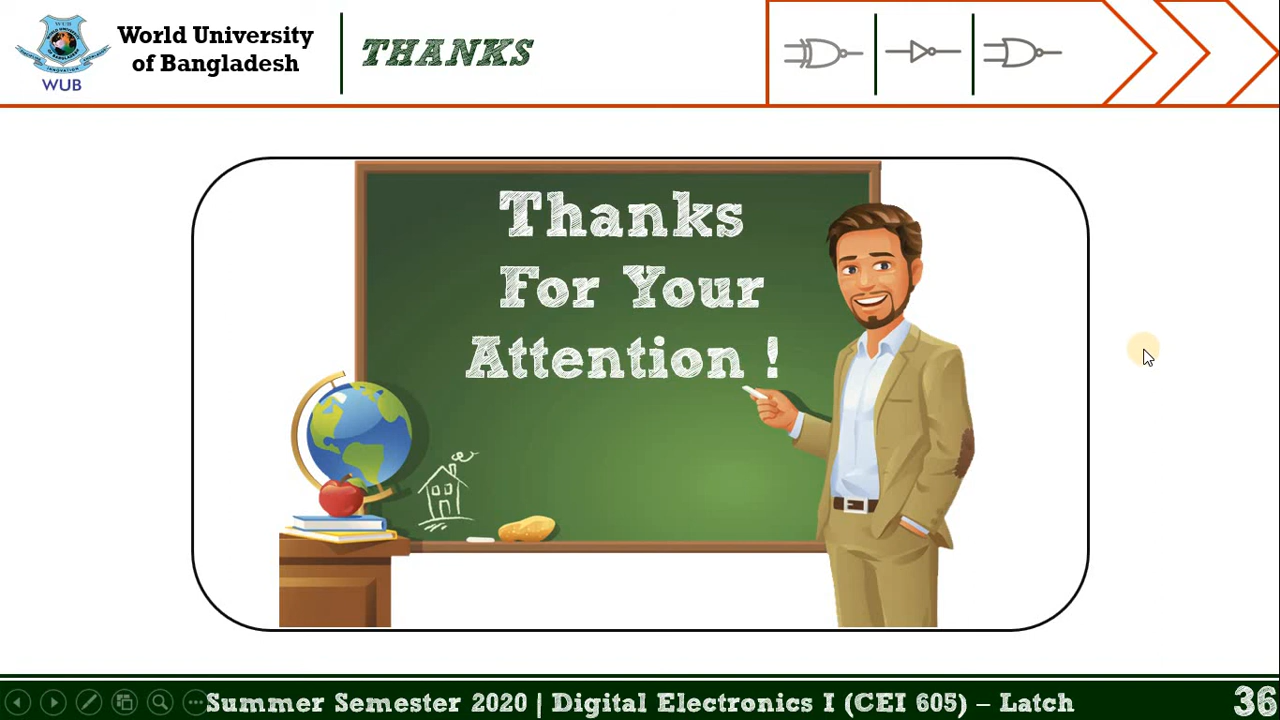 World University
of Bangladesh
WUB
THANKS
Thanks
For Your
Attention !
Summer Semester 2020 | Digital Electronics I (CEI 605) – Latch
36